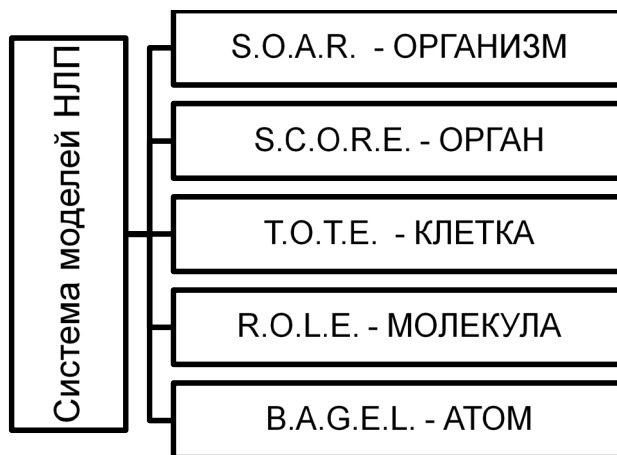 Система моделей НЛП
S.O.A.R. - ОРГАНИЗМ
S.C.O.R.E. - ОРГАН
T.O.T.E. - КЛЕТКА
R.O.L.E. - МОЛЕКУЛА
B.A.G.E.L. - АТОМ